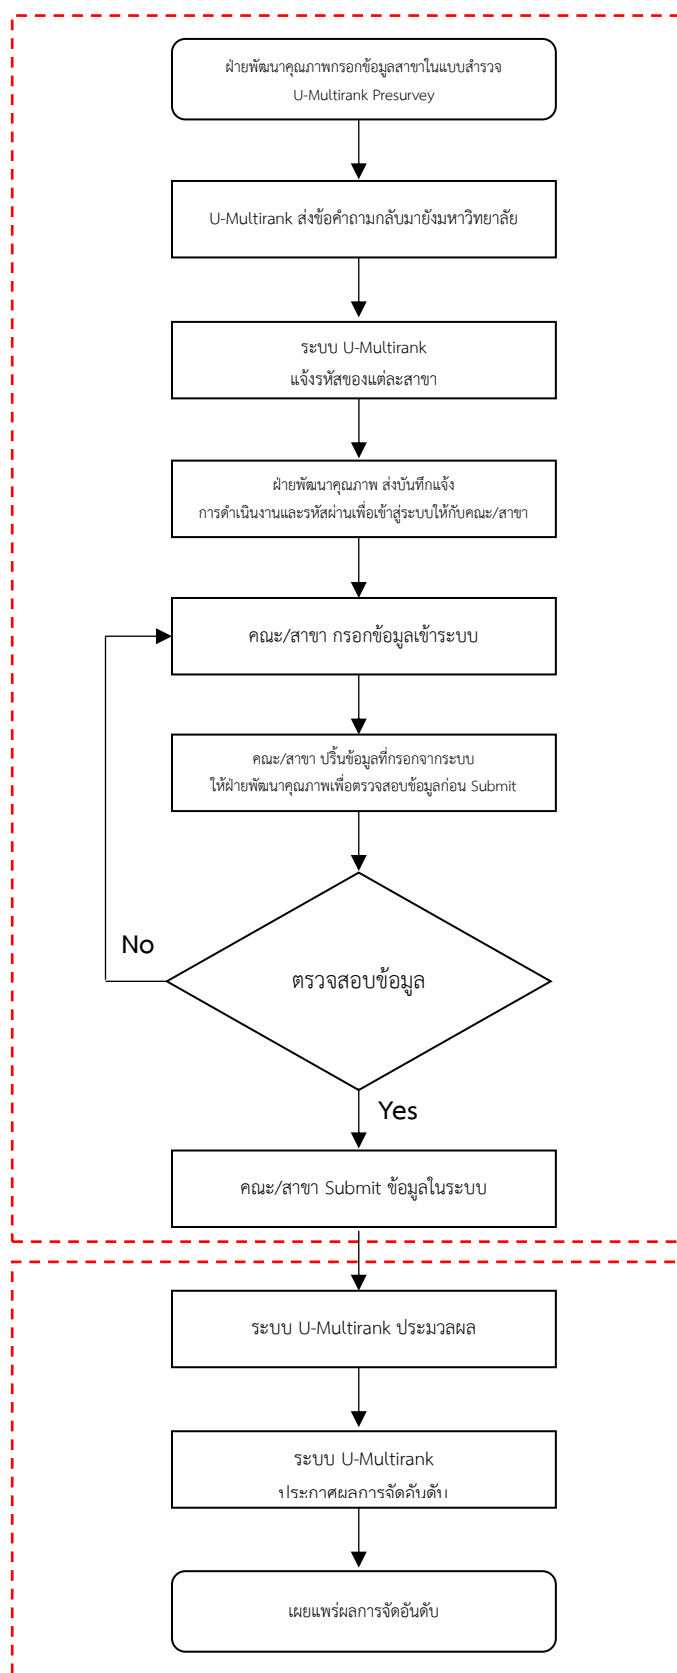 ฝ่ายพัฒนาคุณภาพกรอกข้อมูลสาขาในแบบสำรวจ
U-Multirank Presurvey
U-Multirank ส่งข้อคำถามกลับมายังมหาวิทยาลัย
ระบบ U-Multirank
แจ้งรหัสของแต่ละสาขา
ฝ่ายพัฒนาคุณภาพ ส่งบันทึกแจ้ง
การดำเนินงานและรหัสผ่านเพื่อเข้าสู่ระบบให้กับคณะ/สาขา
คณะ/สาขา กรอกข้อมูลเข้าระบบ
คณะ/สาขา ปริ้นข้อมูลที่กรอกจากระบบ
ให้ฝ่ายพัฒนาคุณภาพเพื่อตรวจสอบข้อมูลก่อน Submit
No
ตรวจสอบข้อมูล
Yes
คณะ/สาขา Submit ข้อมูลในระบบ
ระบบ U-Multirank ประมวลผล
ระบบ U-Multirank
ประกาศผลการจัดอันดับ
เผยแพร่ผลการจัดอันดับ